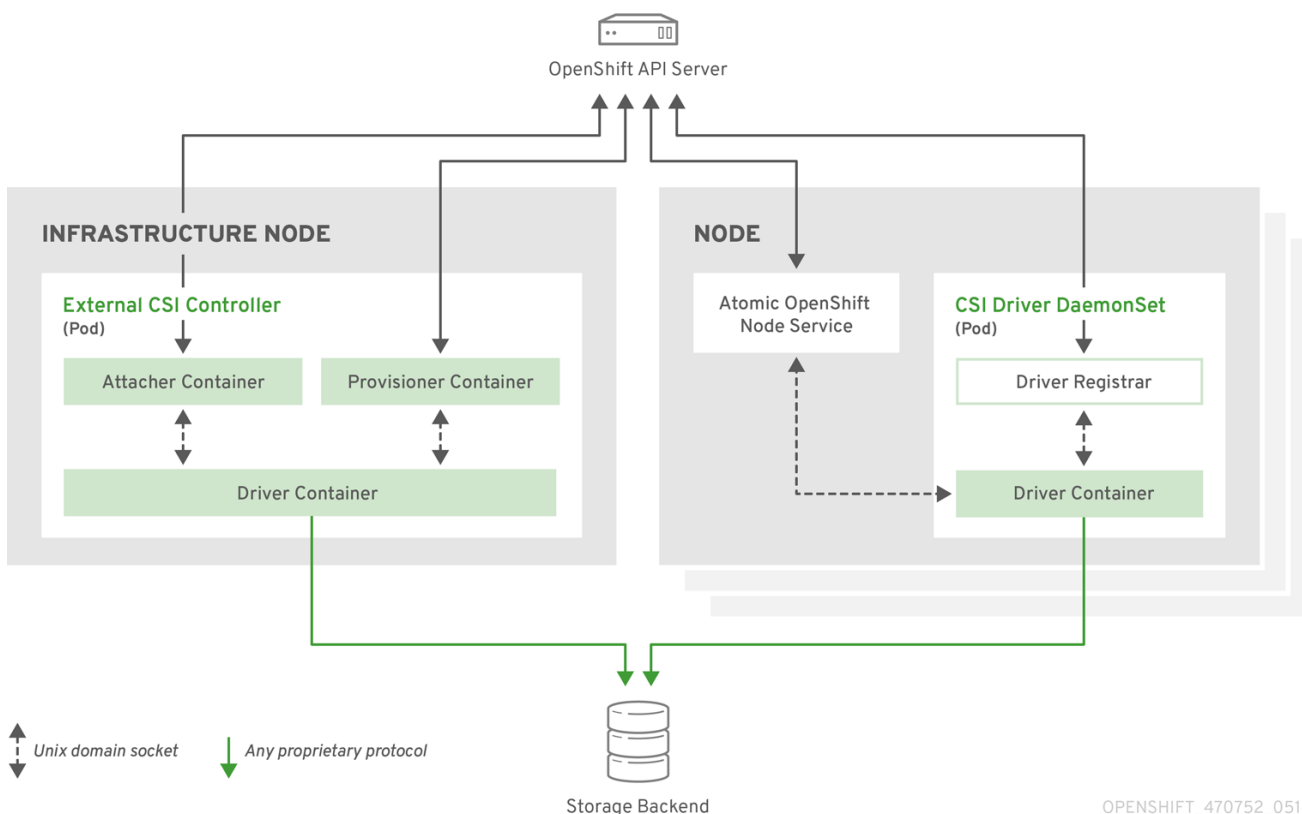 OpenShift API Server
INFRASTRUCTURE NODE
External CSI Controller
(Pod)
Attacher Container
Provisioner Container
Driver Container
NODE
Atomic OpenShift
Node Service
CSI Driver DaemonSet
(Pod)
Driver Registrar
Driver Container
Unix domain socket
Any proprietary protocol
Storage Backend
OPENSHIFT 470752 051